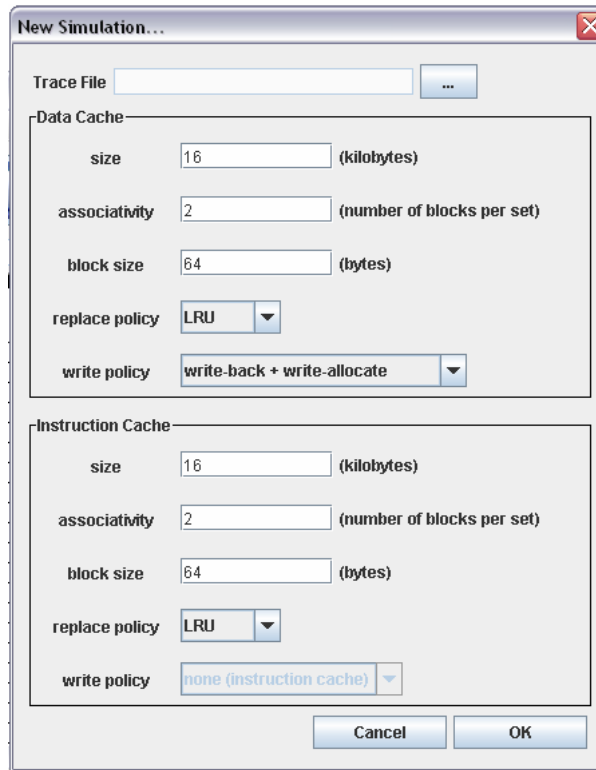 New Simulation...
Trace File ...
Data Cache
size 16 (kilobytes)
associativity 2 (number of blocks per set)
block size 64 (bytes)
replace policy LRU
write policy write-back + write-allocate
Instruction Cache
size 16 (kilobytes)
associativity 2 (number of blocks per set)
block size 64 (bytes)
replace policy LRU
write policy none (instruction cache)
Cancel OK